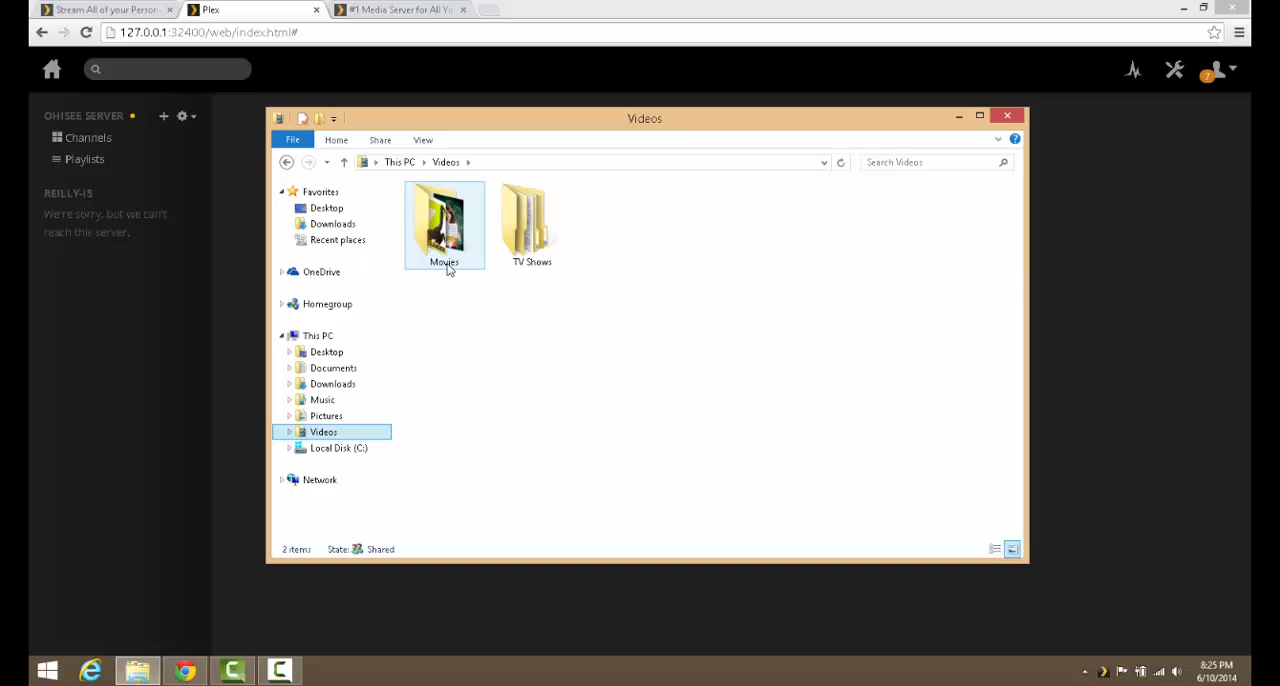 Stream All of your Person
Plex
#1 Media Server for All Yo
127.0.0.1:32400/web/index.html#
7
OHISEE SERVER
Channels
Playlists
REILLY-I5
We're sorry, but we can't
reach this server.
Videos
File Home Share View
This PC Videos
Search Videos
Favorites
Desktop
Downloads
Recent places
OneDrive
Homegroup
This PC
Desktop
Documents
Downloads
Music
Pictures
Videos
Local Disk (C:)
Network
Movies
TV Shows
2 items State: Shared
8:25 PM
6/10/2014